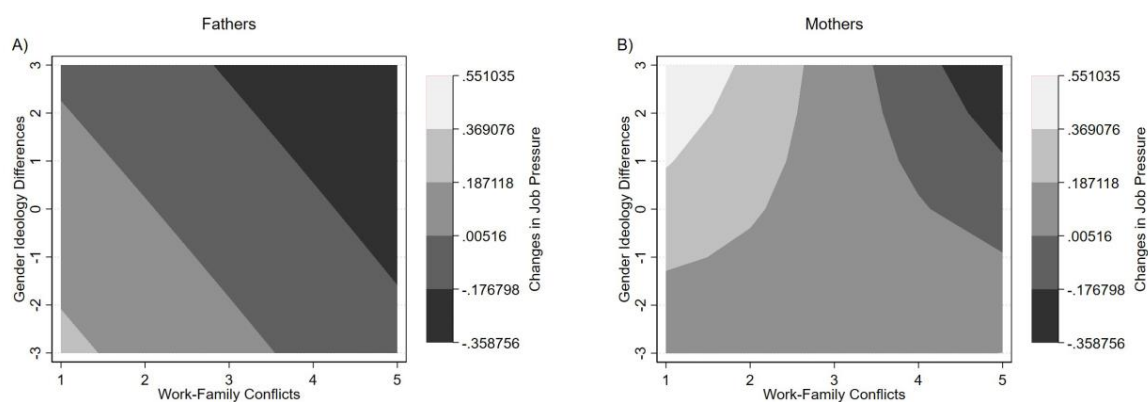 Fathers
A)
Gender Ideology Differences
3
2
1
0
-1
-2
-3
1 2 3 4 5
Work-Family Conflicts
.551035
.369076
.187118
.00516
-.176798
-.358756
Changes in Job Pressure
Mothers
B)
Gender Ideology Differences
3
2
1
0
-1
-2
-3
1 2 3 4 5
Work-Family Conflicts
.551035
.369076
.187118
.00516
-.176798
-.358756
Changes in Job Pressure